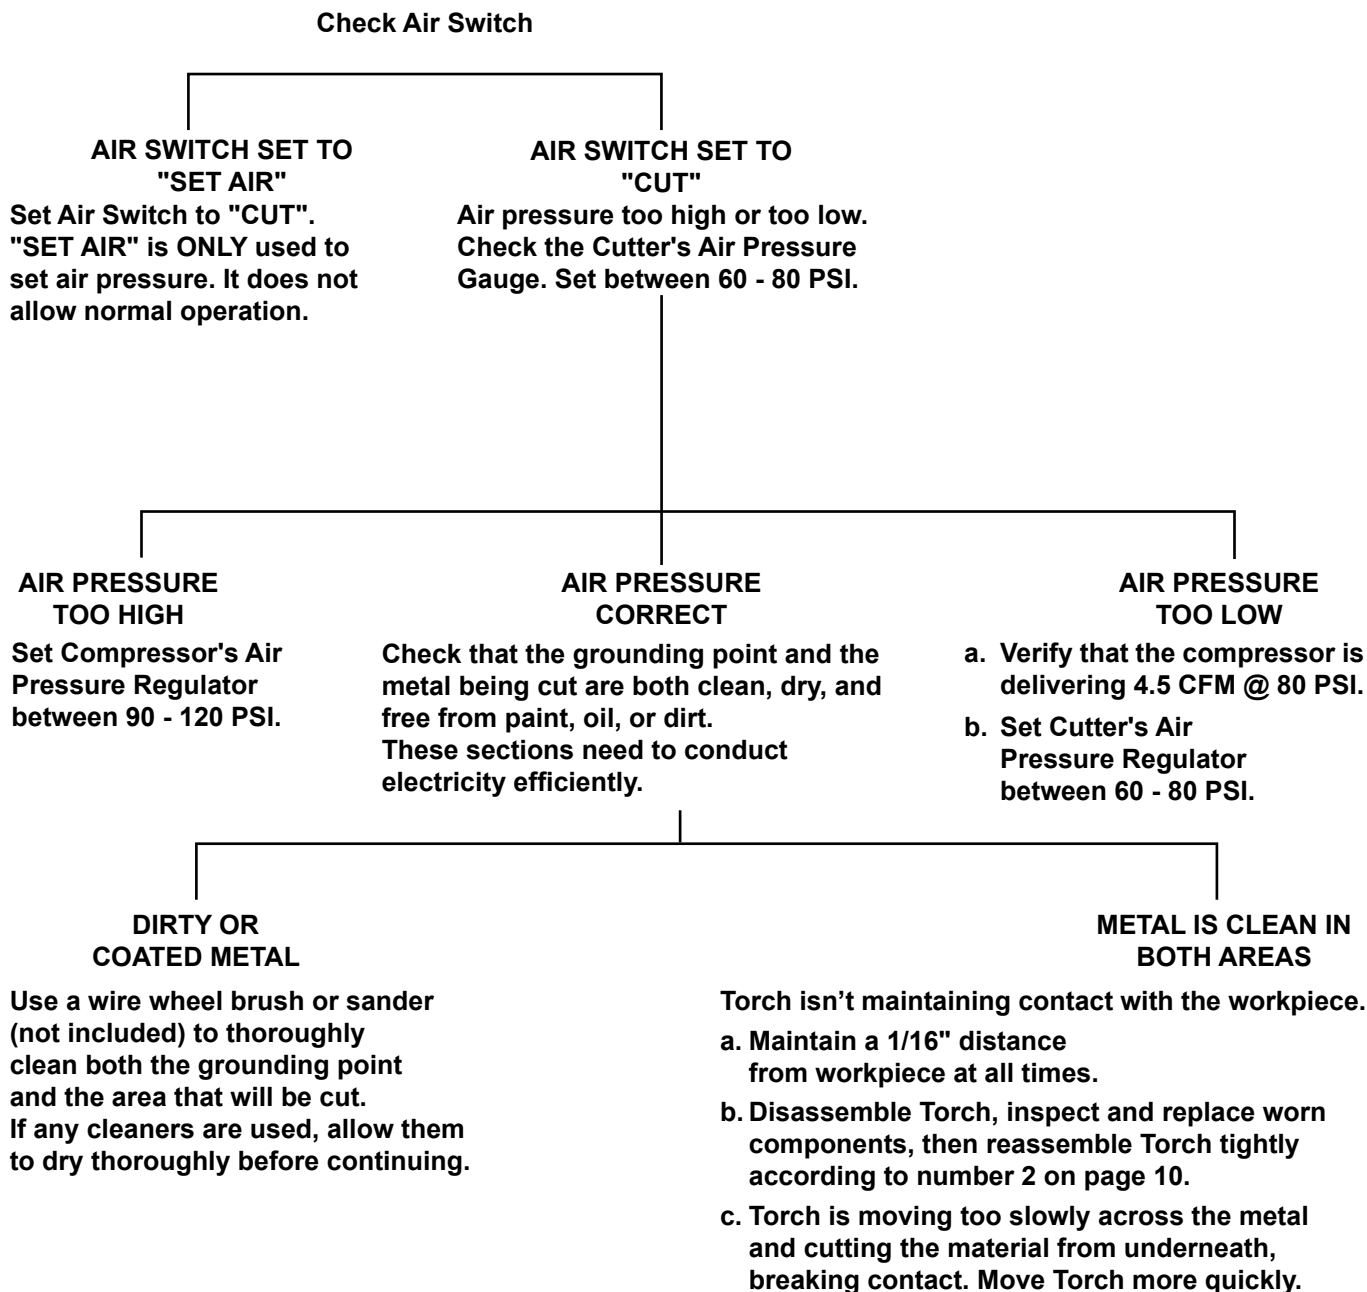 Check Air Switch
AIR SWITCH SET TO
"SET AIR"
Set Air Switch to "CUT".
"SET AIR" is ONLY used to
set air pressure. It does not
allow normal operation.
AIR SWITCH SET TO
"CUT"
Air pressure too high or too low.
Check the Cutter's Air Pressure
Gauge. Set between 60 - 80 PSI.
AIR PRESSURE
TOO HIGH
Set Compressor's Air
Pressure Regulator
between 90 - 120 PSI.
AIR PRESSURE
CORRECT
Check that the grounding point and the
metal being cut are both clean, dry, and
free from paint, oil, or dirt.
These sections need to conduct
electricity efficiently.
AIR PRESSURE
TOO LOW
a. Verify that the compressor is
delivering 4.5 CFM @ 80 PSI.
b. Set Cutter's Air
Pressure Regulator
between 60 - 80 PSI.
DIRTY OR
COATED METAL
Use a wire wheel brush or sander
(not included) to thoroughly
clean both the grounding point
and the area that will be cut.
If any cleaners are used, allow them
to dry thoroughly before continuing.
METAL IS CLEAN IN
BOTH AREAS
Torch isn’t maintaining contact with the workpiece.
a. Maintain a 1/16" distance
from workpiece at all times.
b. Disassemble Torch, inspect and replace worn
components, then reassemble Torch tightly
according to number 2 on page 10.
c. Torch is moving too slowly across the metal
and cutting the material from underneath,
breaking contact. Move Torch more quickly.